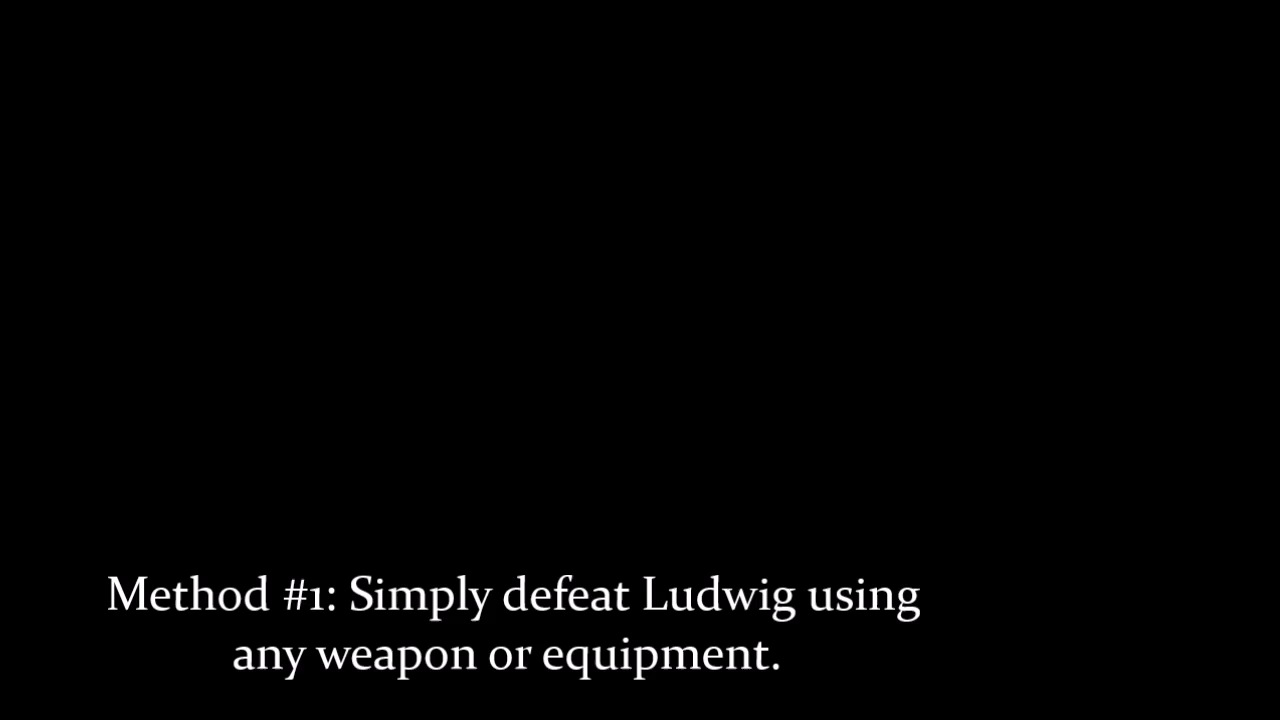 Method #1: Simply defeat Ludwig using
any weapon or equipment.